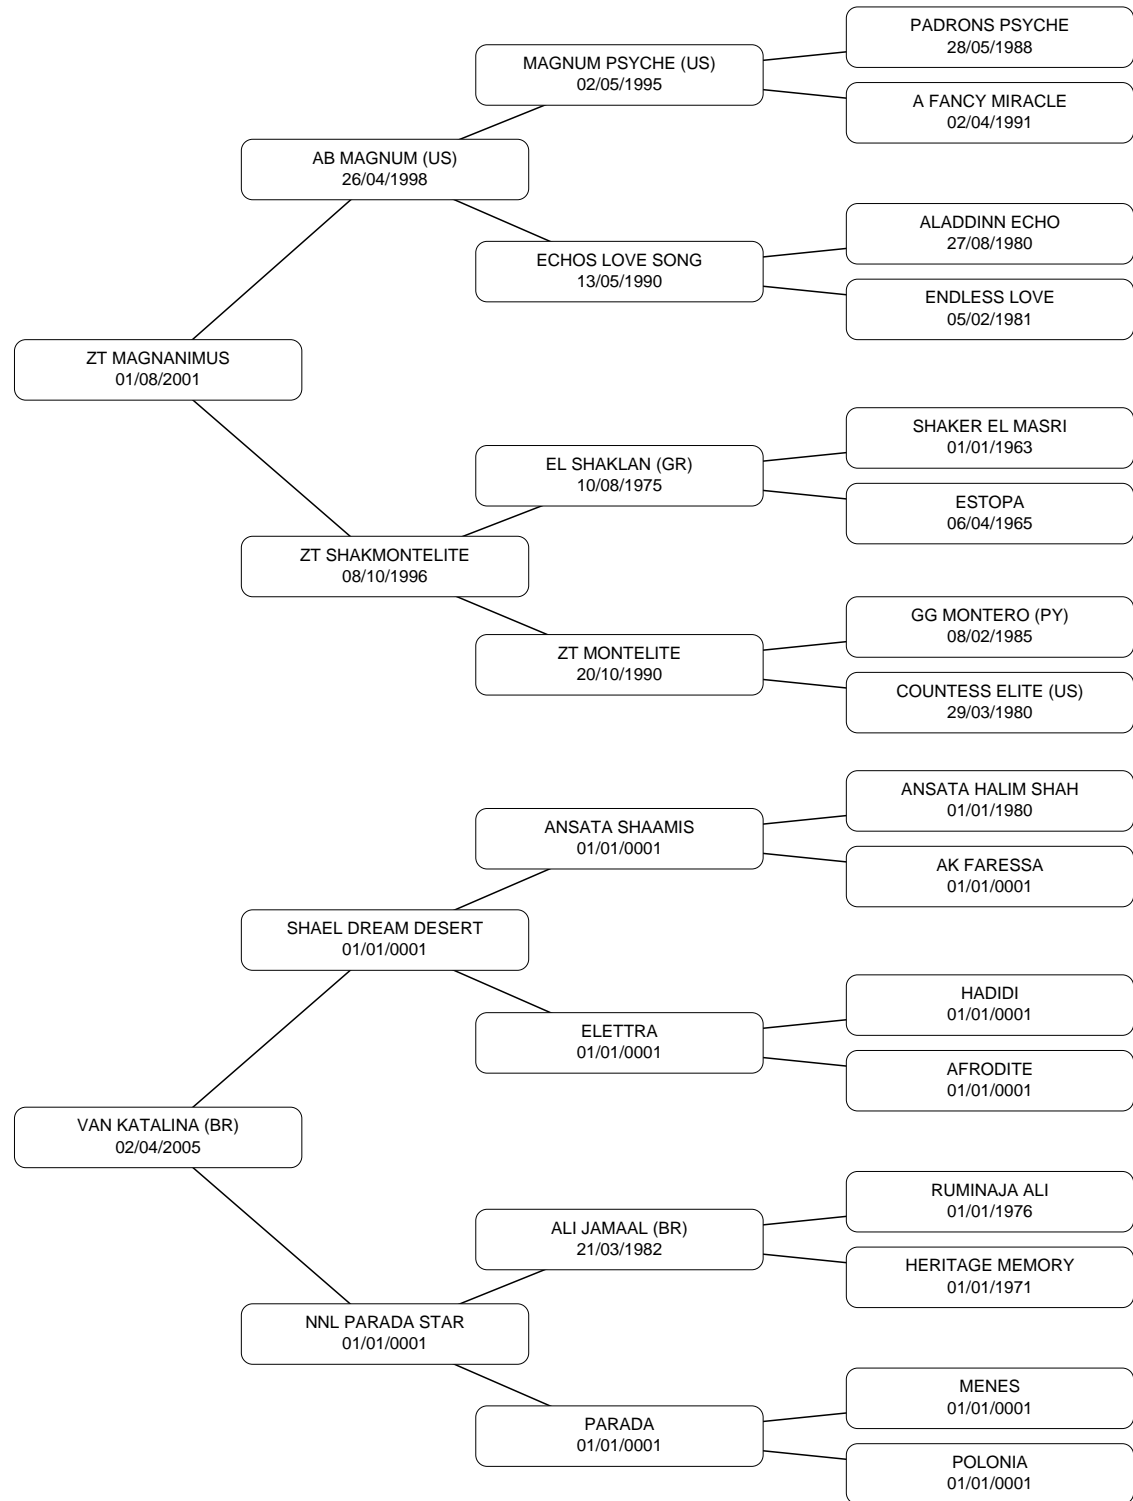 PADRONS PSYCHE
28/05/1988
MAGNUM PSYCHE (US)
02/05/1995
A FANCY MIRACLE
02/04/1991
AB MAGNUM (US)
26/04/1998
ALADDINN ECHO
27/08/1980
ECHOS LOVE SONG
13/05/1990
ENDLESS LOVE
05/02/1981
ZT MAGNANIMUS
01/08/2001
SHAKER EL MASRI
01/01/1963
EL SHAKLAN (GR)
10/08/1975
ESTOPA
06/04/1965
ZT SHAKMONTELITE
08/10/1996
GG MONTERO (PY)
08/02/1985
ZT MONTELITE
20/10/1990
COUNTESS ELITE (US)
29/03/1980
ANSATA HALIM SHAH
01/01/1980
ANSATA SHAAMIS
01/01/0001
AK FARESSA
01/01/0001
SHAEL DREAM DESERT
01/01/0001
HADIDI
01/01/0001
ELETTRA
01/01/0001
AFRODITE
01/01/0001
VAN KATALINA (BR)
02/04/2005
RUMINAJA ALI
01/01/1976
ALI JAMAAL (BR)
21/03/1982
HERITAGE MEMORY
01/01/1971
NNL PARADA STAR
01/01/0001
MENES
01/01/0001
PARADA
01/01/0001
POLONIA
01/01/0001